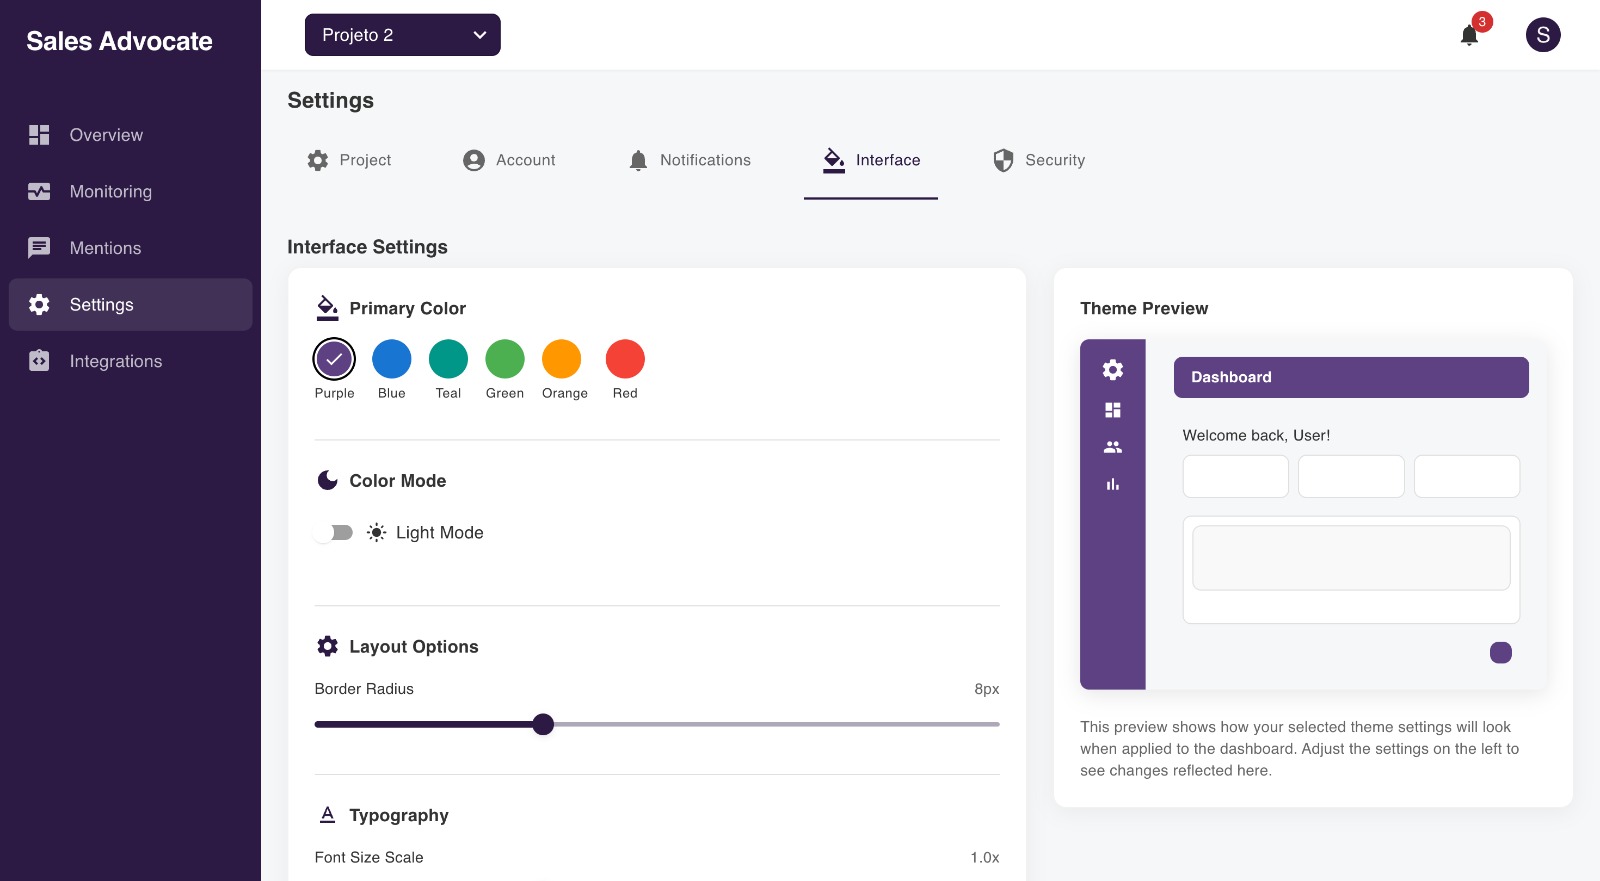 Sales Advocate
Projeto 2
3
S
Overview
Monitoring
Mentions
Settings
Integrations
Settings
Project
Account
Notifications
Interface
Security
Interface Settings
Primary Color
Purple
Blue
Teal
Green
Orange
Red
Color Mode
Light Mode
Layout Options
Border Radius
8px
Typography
Font Size Scale
1.0x
Theme Preview
Dashboard
Welcome back, User!
This preview shows how your selected theme settings will look
when applied to the dashboard. Adjust the settings on the left to
see changes reflected here.